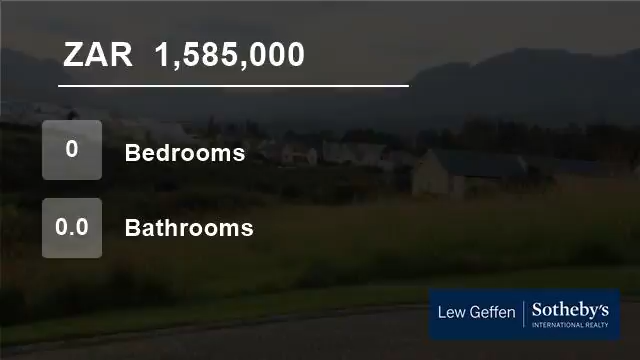 ZAR 1,585,000
0 Bedrooms
0.0 Bathrooms
Lew Geffen Sotheby's
INTERNATIONAL REALTY